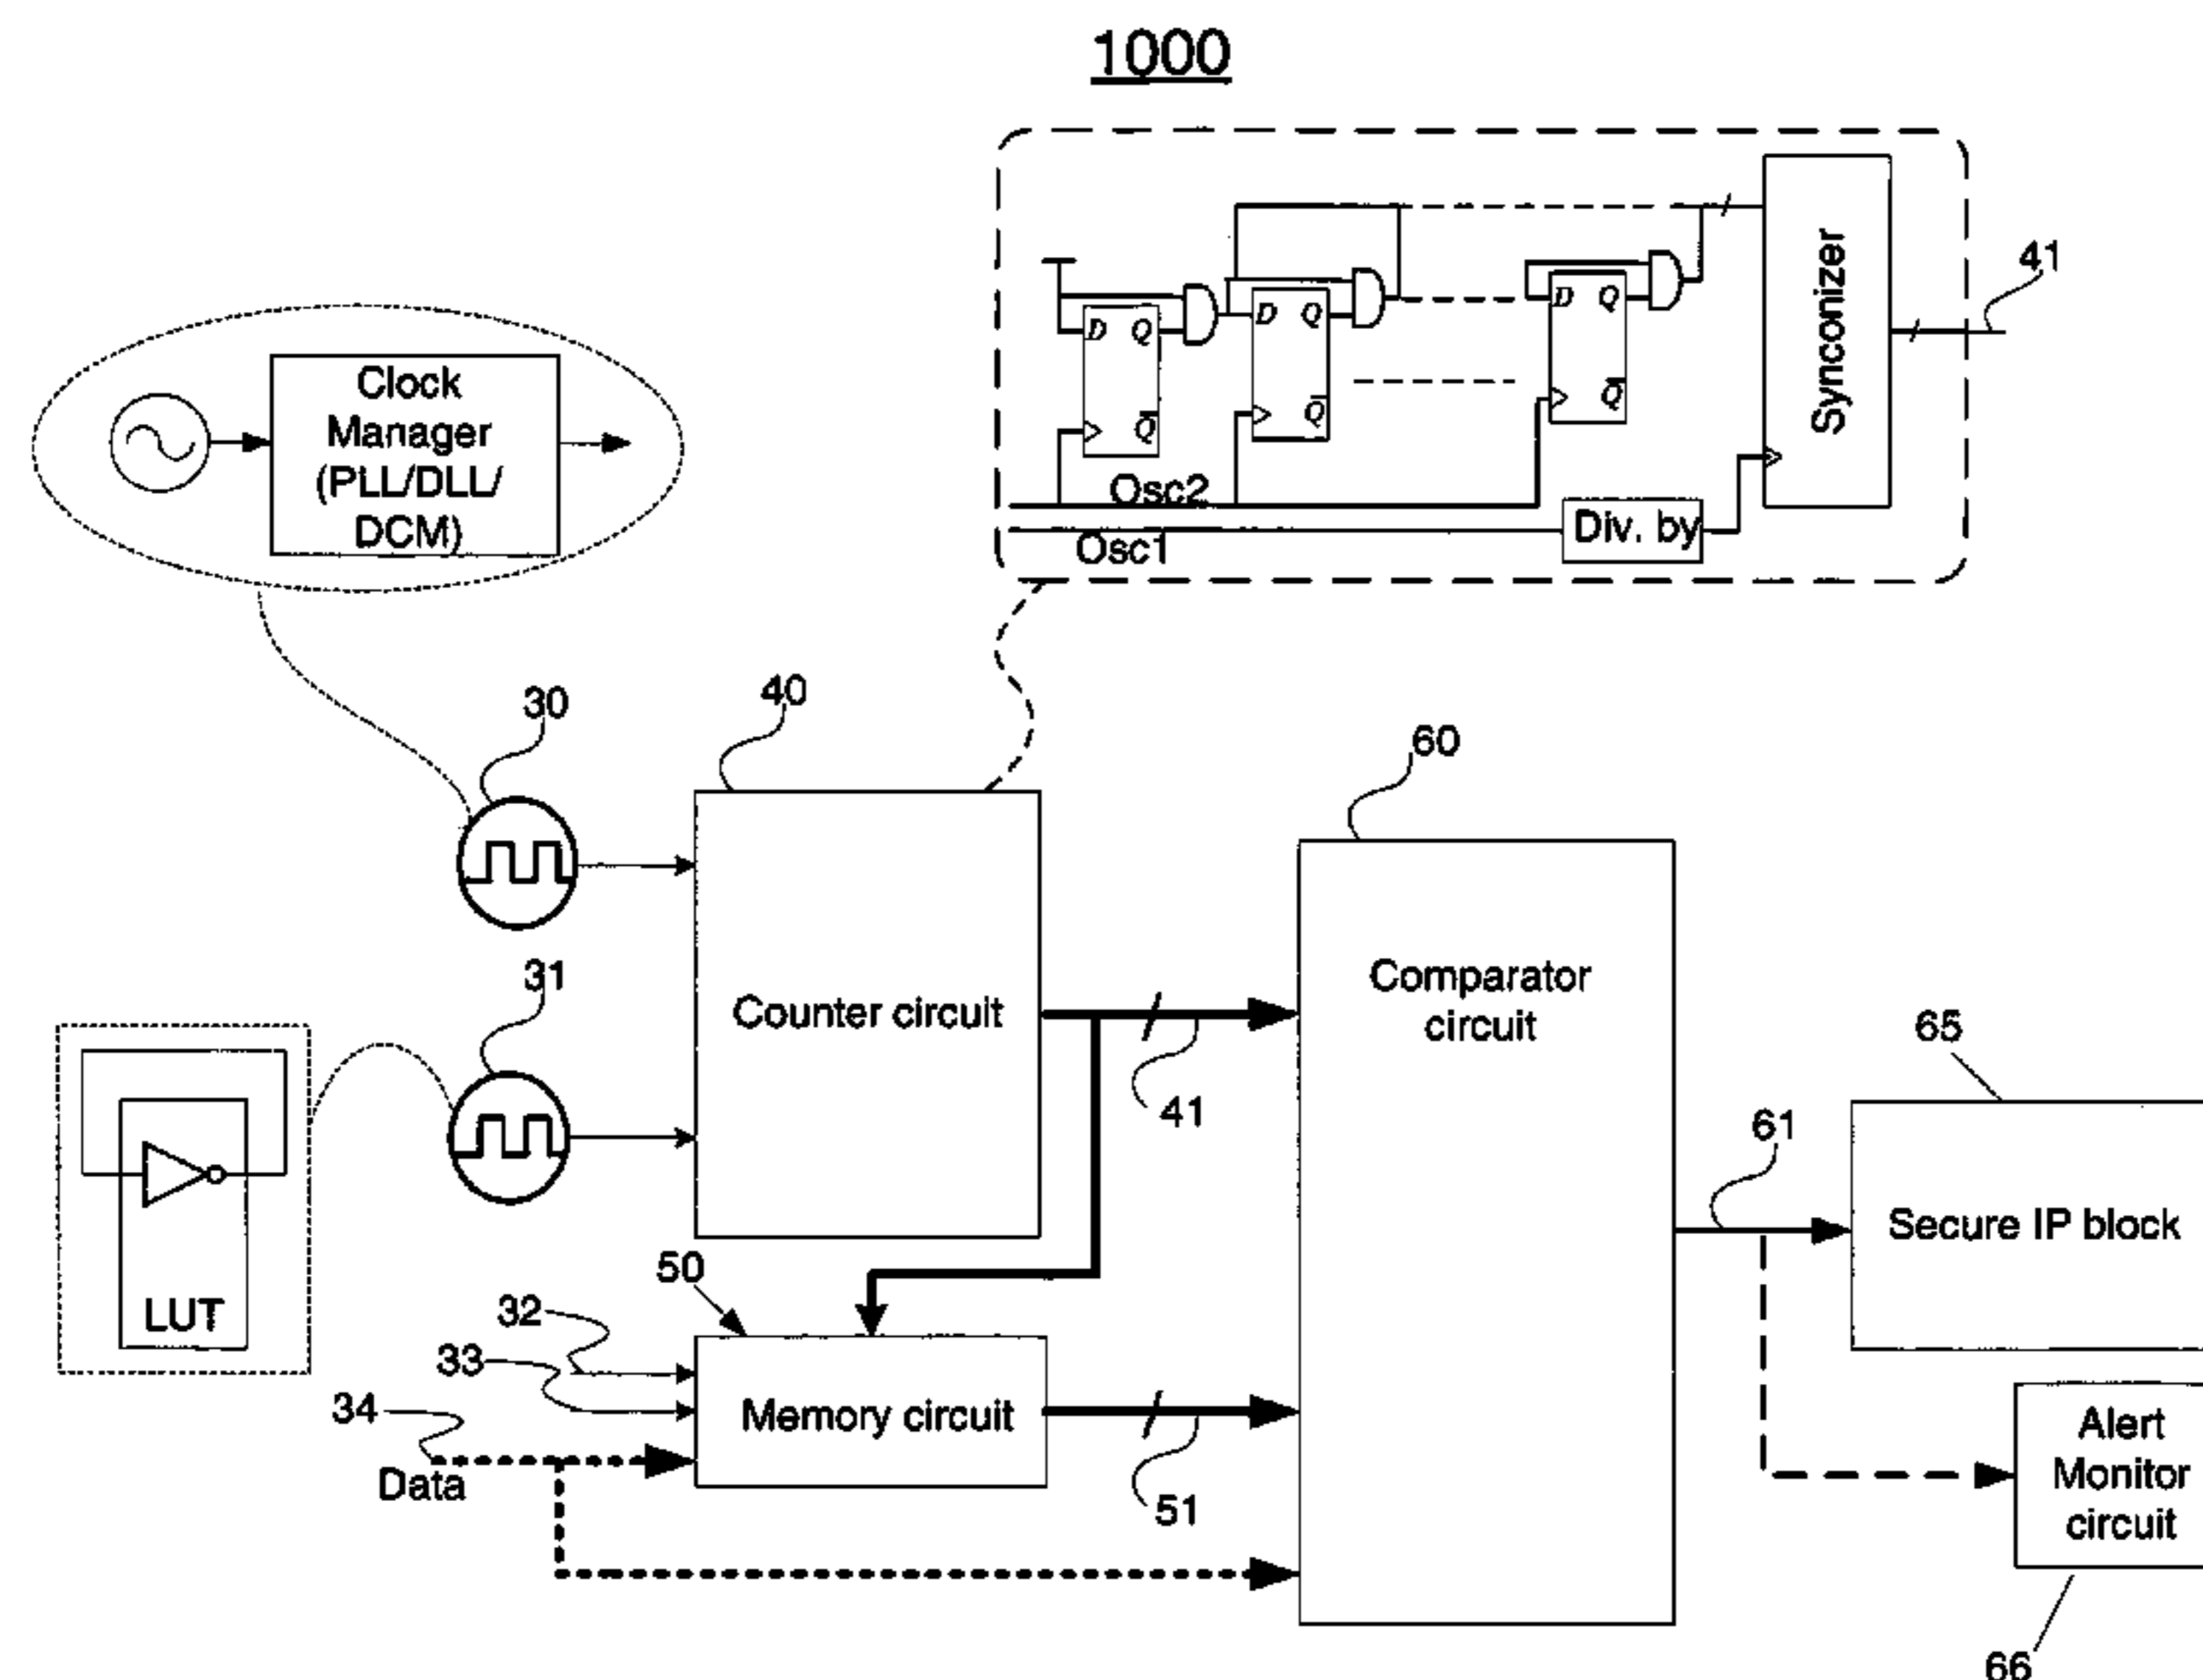 1000
Clock
Manager
(PLL/DLL/
DCM)
D Q
Q
D Q
Q
D Q
Q
Synconizer
41
Osc2
Osc1
Div. by
30
40
60
31
Counter circuit
Comparator
circuit
41
65
61
Secure IP block
LUT
50
32
33
34
Data
Memory circuit
51
Alert
Monitor
circuit
66